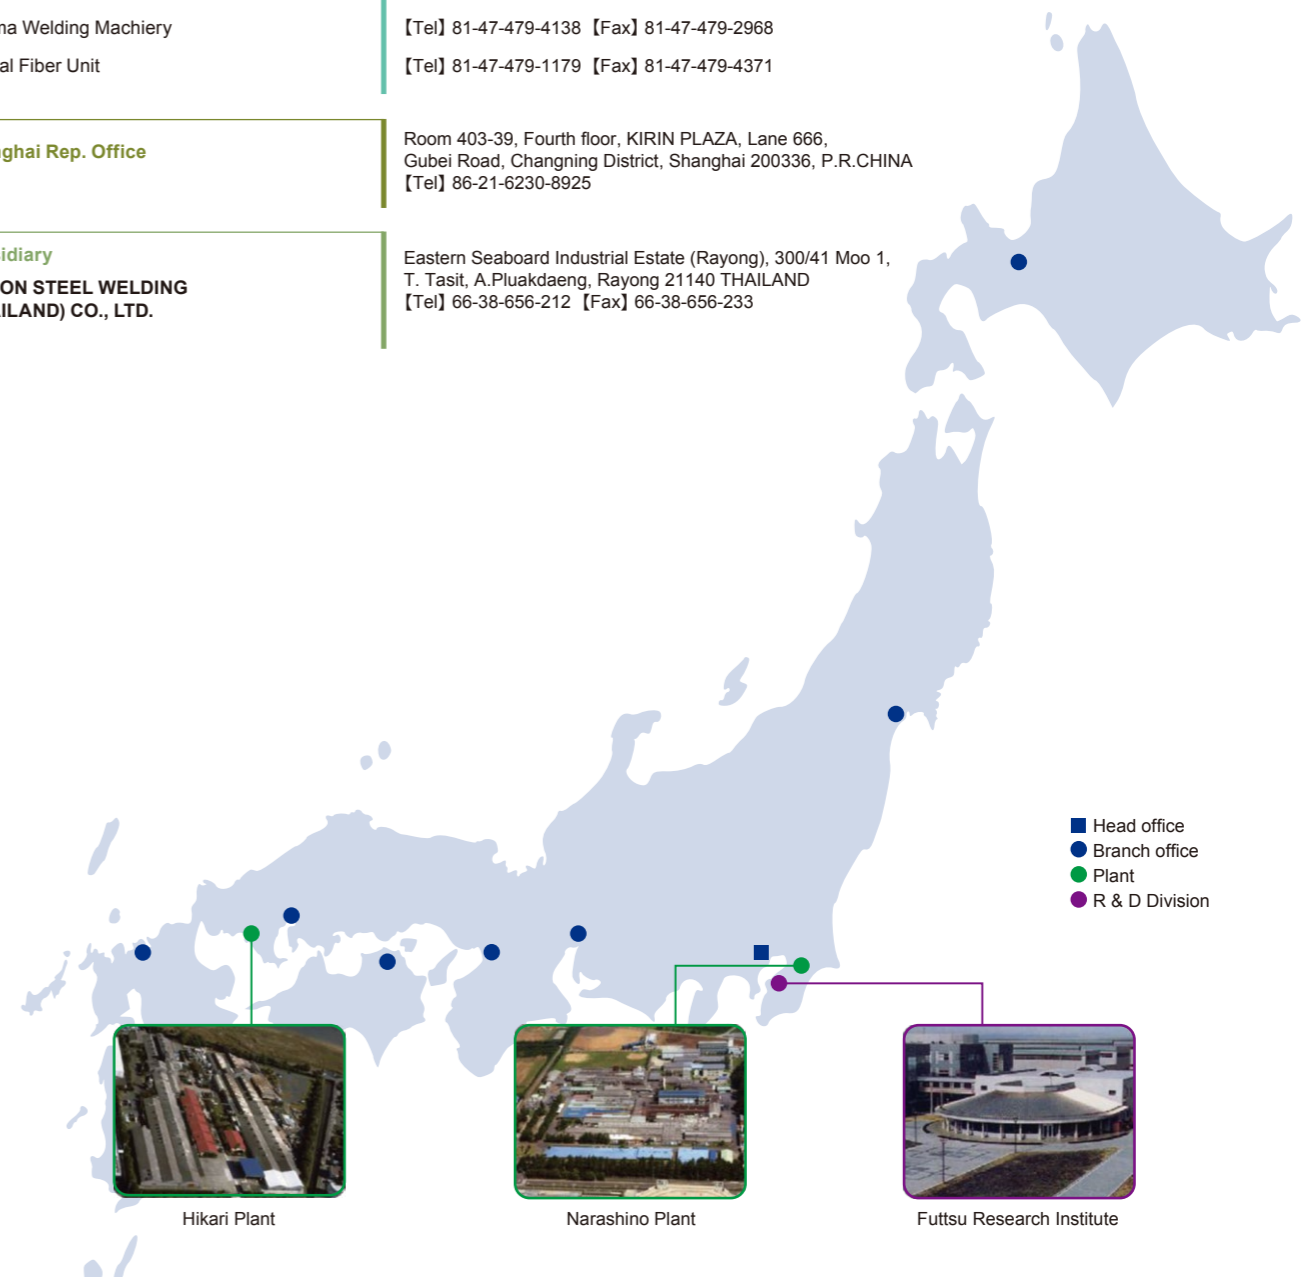 ma Welding Machiery
【Tel】 81-47-479-4138 【Fax】 81-47-479-2968
al Fiber Unit
【Tel】 81-47-479-1179 【Fax】 81-47-479-4371
nghai Rep. Office
Room 403-39, Fourth floor, KIRIN PLAZA, Lane 666,
Gubei Road, Changning District, Shanghai 200336, P.R.CHINA
【Tel】 86-21-6230-8925
sidiary
ON STEEL WELDING
ILAND) CO., LTD.
Eastern Seaboard Industrial Estate (Rayong), 300/41 Moo 1,
T. Tasit, A.Pluakdaeng, Rayong 21140 THAILAND
【Tel】 66-38-656-212 【Fax】 66-38-656-233
Head office
Branch office
Plant
R & D Division
Hikari Plant
Narashino Plant
Futtsu Research Institute